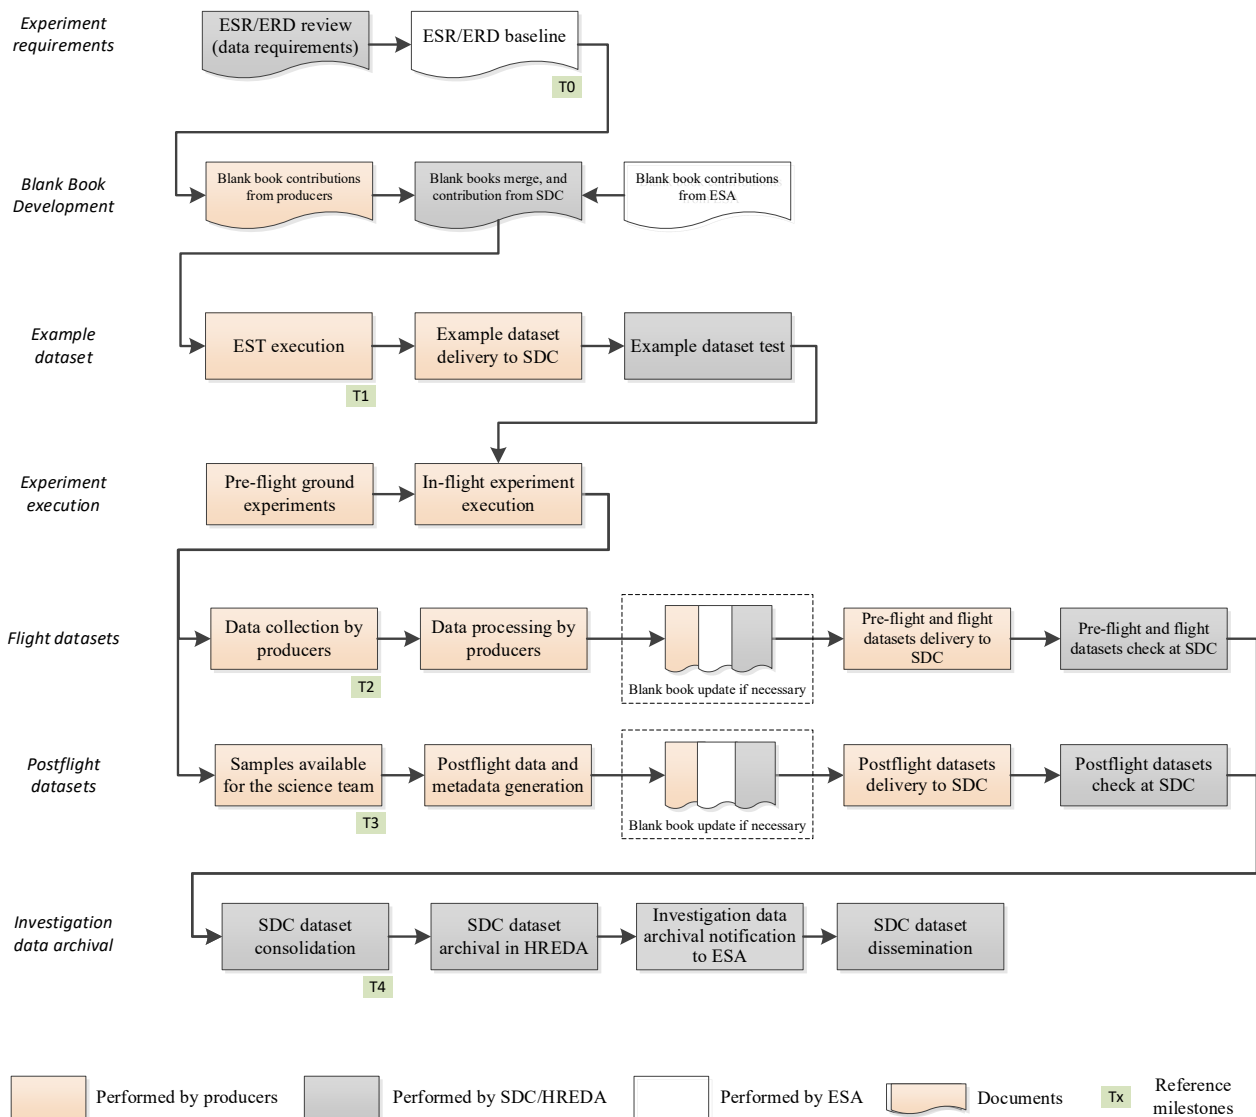 Experiment
requirements
ESR/ERD review
(data requirements)
ESR/ERD baseline
T0
Blank Book
Development
Blank book contributions
from producers
Blank books merge, and
contribution from SDC
Blank book contributions
from ESA
Example
dataset
EST execution
T1
Example dataset
delivery to SDC
Example dataset test
Experiment
execution
Pre-flight ground
experiments
In-flight experiment
execution
Flight datasets
Data collection by
producers
T2
Data processing by
producers
Blank book update if necessary
Pre-flight and flight
datasets delivery to
SDC
Pre-flight and flight
datasets check at SDC
Postflight
datasets
Samples available
for the science team
T3
Postflight data and
metadata generation
Blank book update if necessary
Postflight datasets
delivery to SDC
Postflight datasets
check at SDC
Investigation
data archival
SDC dataset
consolidation
T4
SDC dataset
archival in HREDA
Investigation data
archival notification
to ESA
SDC dataset
dissemination
Performed by producers
Performed by SDC/HREDA
Performed by ESA
Documents
Tx
Reference
milestones